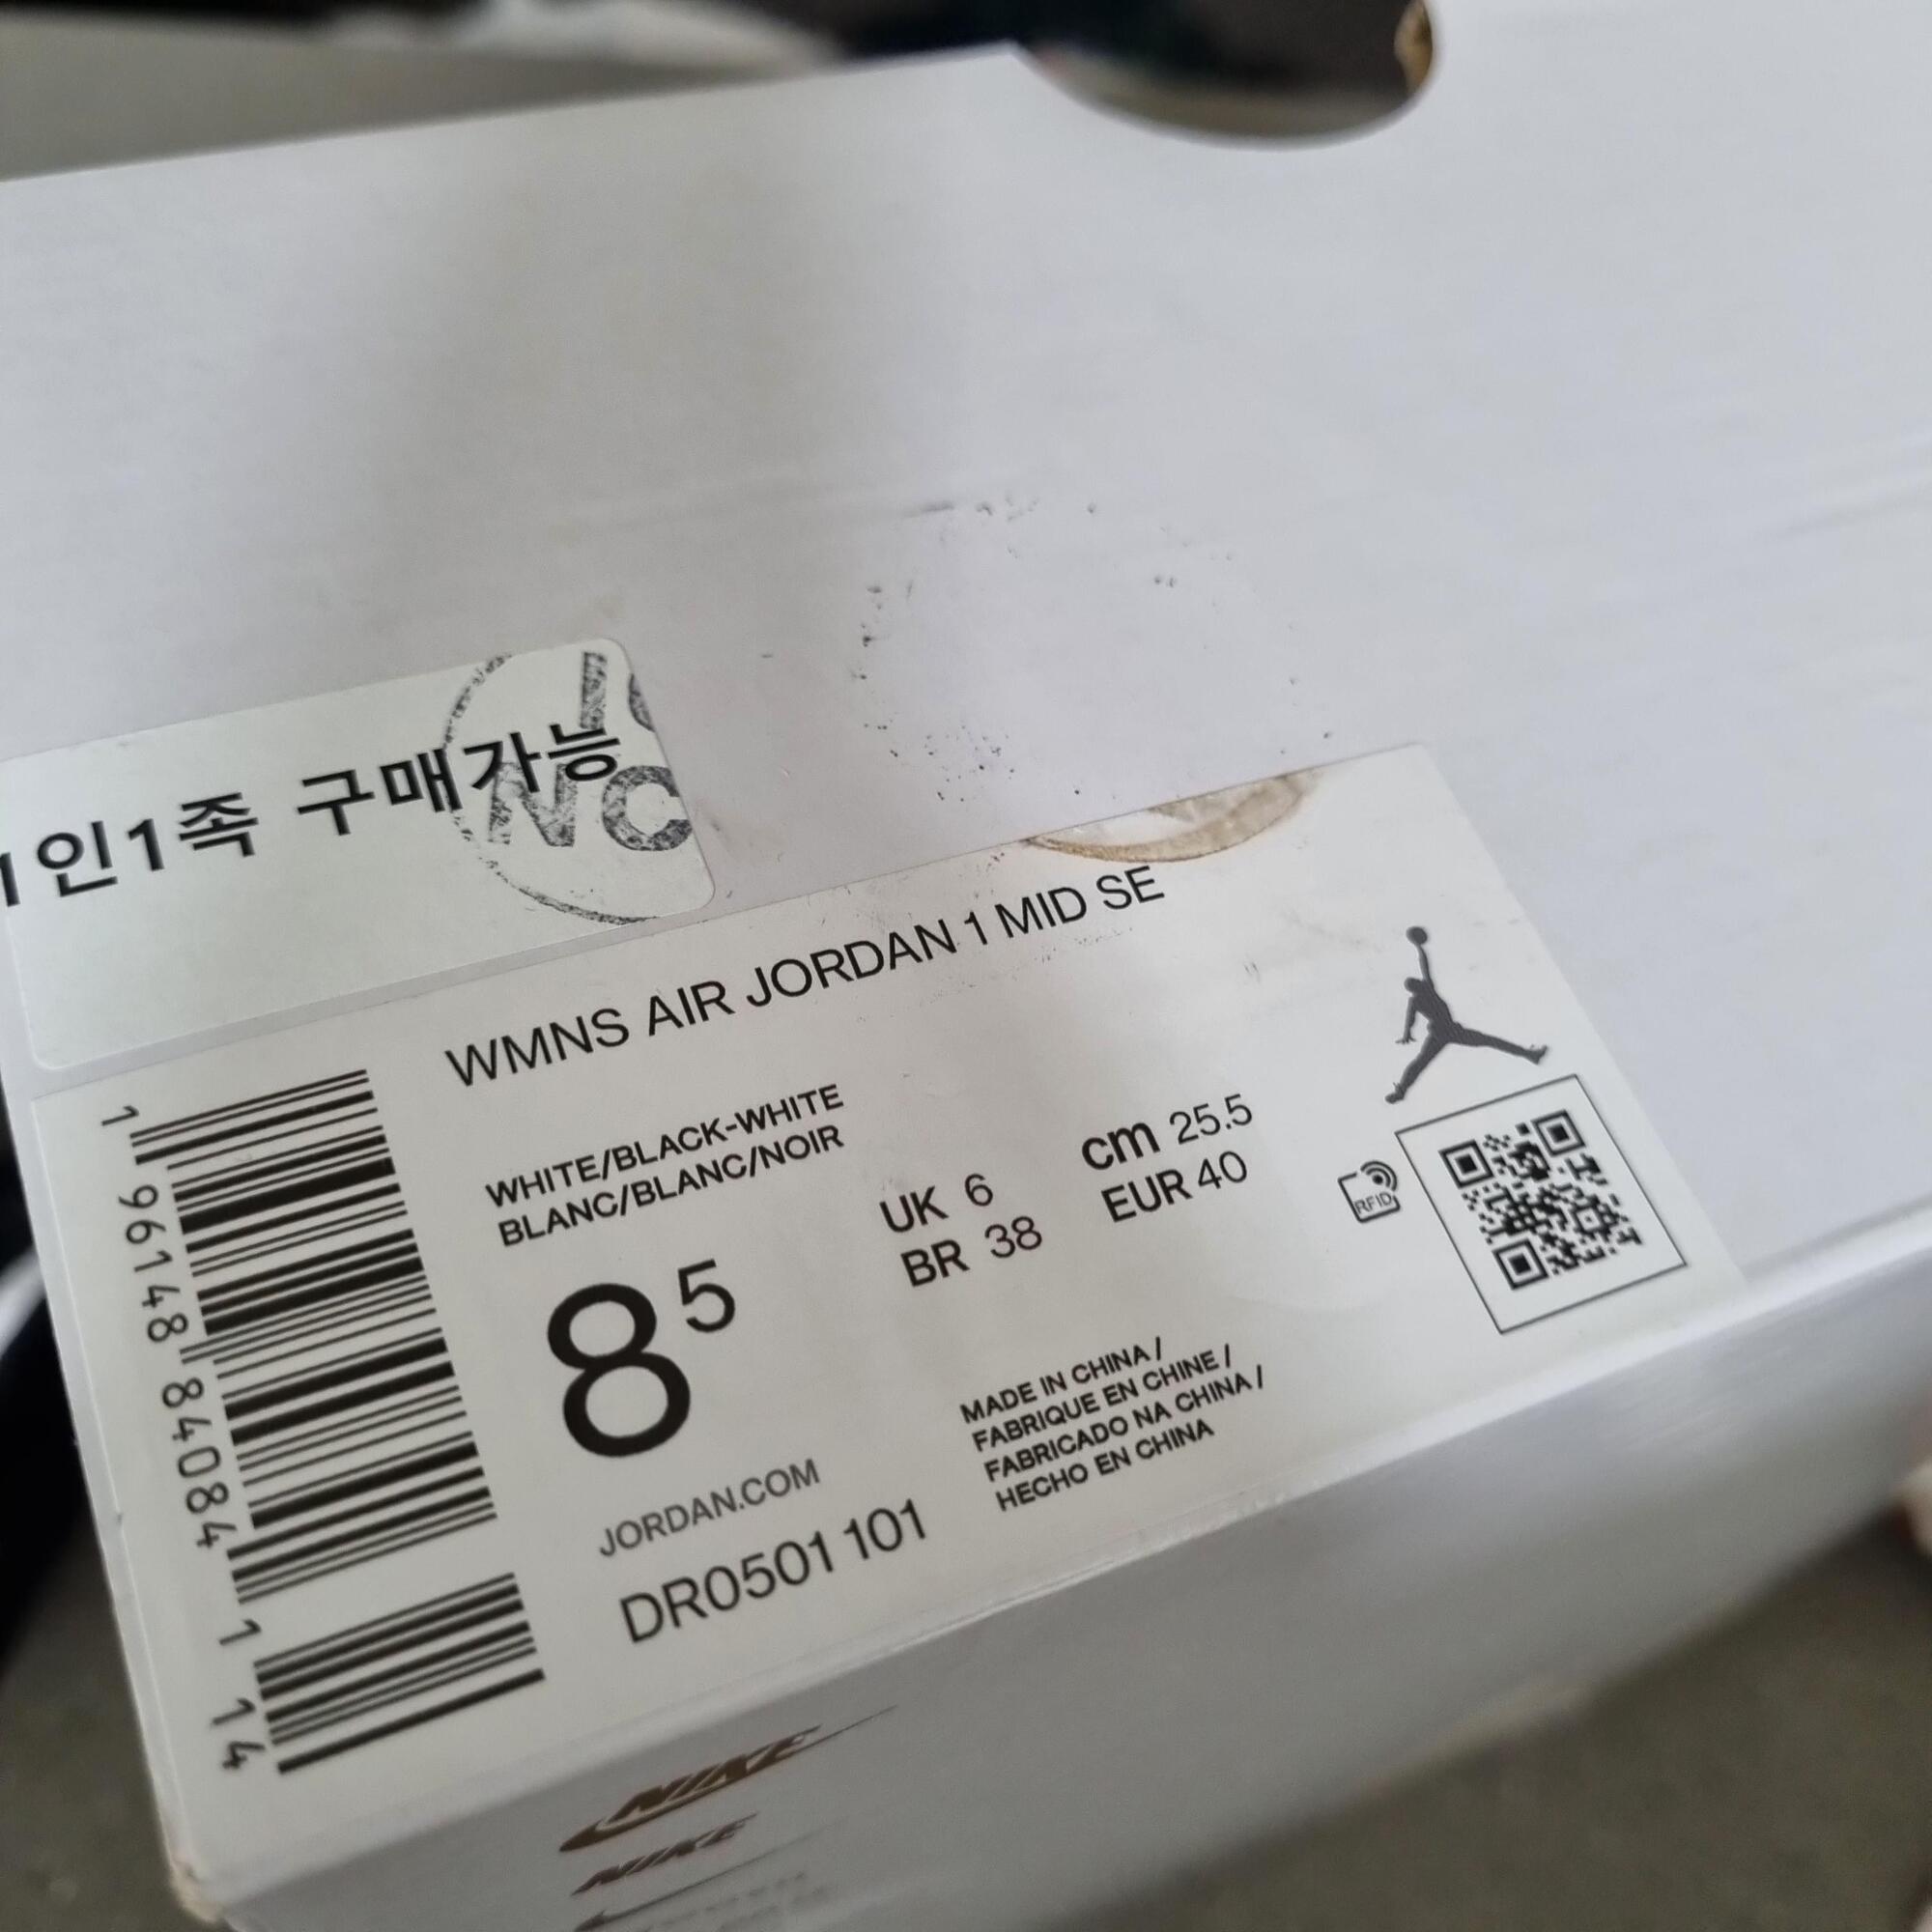 1인1족 구매가능
NC
WMNS AIR JORDAN 1 MID SE
WHITE/BLACK-WHITE
BLANC/BLANC/NOIR
UK 6
BR 38
cm 25.5
EUR 40
8 5
RFID
MADE IN CHINA /
FABRIQUE EN CHINE /
FABRICADO NA CHINA /
HECHO EN CHINA
JORDAN.COM
DR0501 101
1 96148 84084 1
14
NIKE
NIKE